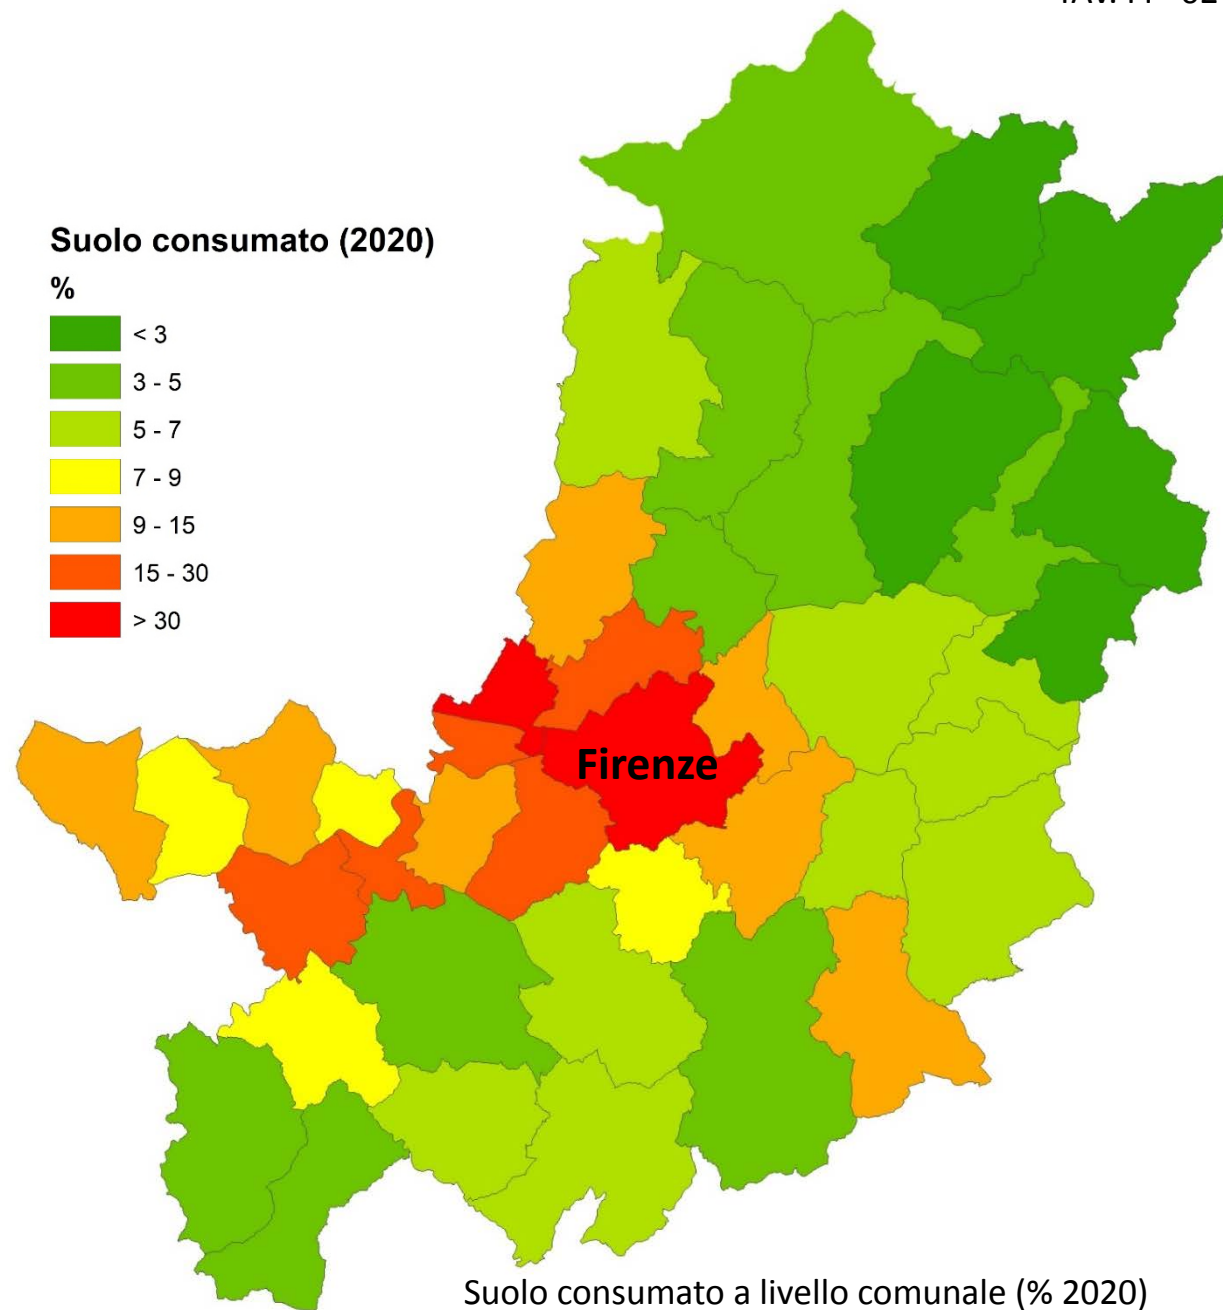 Suolo consumato (2020)
%
< 3
3 - 5
5 - 7
7 - 9
9 - 15
15 - 30
> 30
Firenze
Suolo consumato a livello comunale (% 2020)